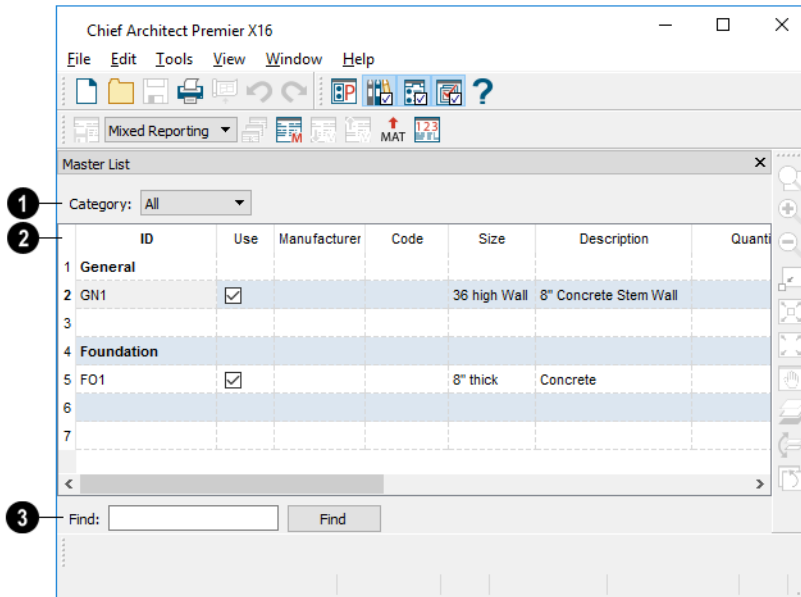 Chief Architect Premier X16
File Edit Tools View Window Help
P ?
Mixed Reporting M MAT 123
Master List
1 Category: All
2 ID Use Manufacturer Code Size Description Quanti
1 General
2 GN1 36 high Wall 8" Concrete Stem Wall
3
4 Foundation
5 FO1 8" thick Concrete
6
7
3 Find: Find